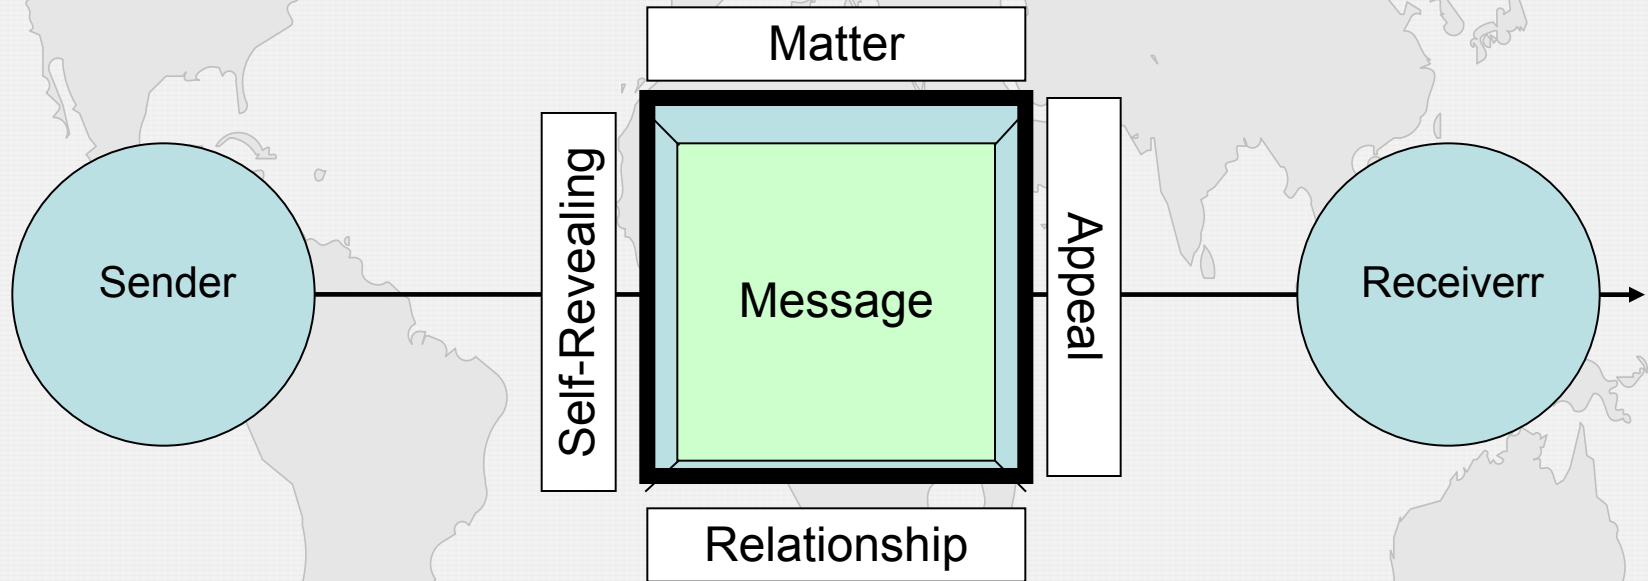 Matter
Sender
Self-Revealing
Message
Appeal
Receiverr
Relationship